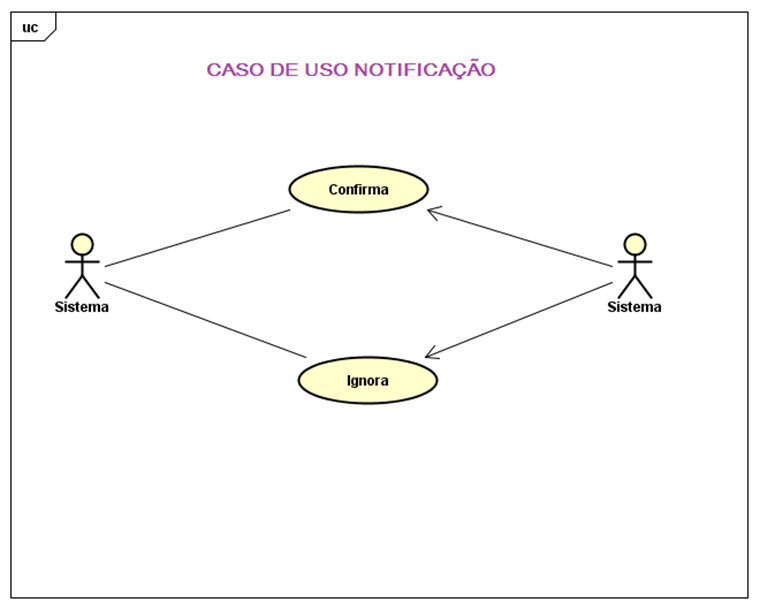 uc
CASO DE USO NOTIFICAÇÃO
Confirma
Sistema
Sistema
Ignora